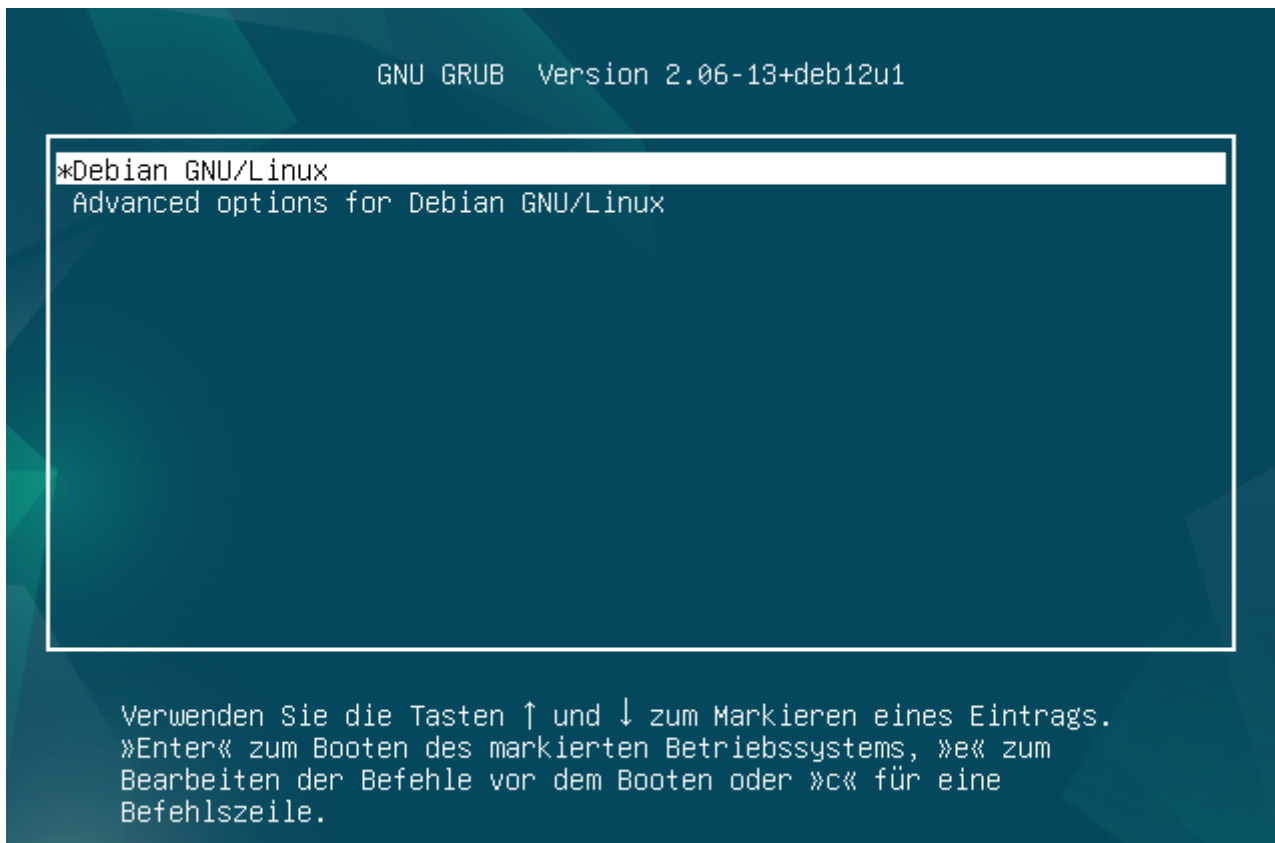 GNU GRUB  Version 2.06-13+deb12u1
*Debian GNU/Linux
Advanced options for Debian GNU/Linux
Verwenden Sie die Tasten ↑ und ↓ zum Markieren eines Eintrags.
»Enter« zum Booten des markierten Betriebssystems, »e« zum
Bearbeiten der Befehle vor dem Booten oder »c« für eine
Befehlszeile.